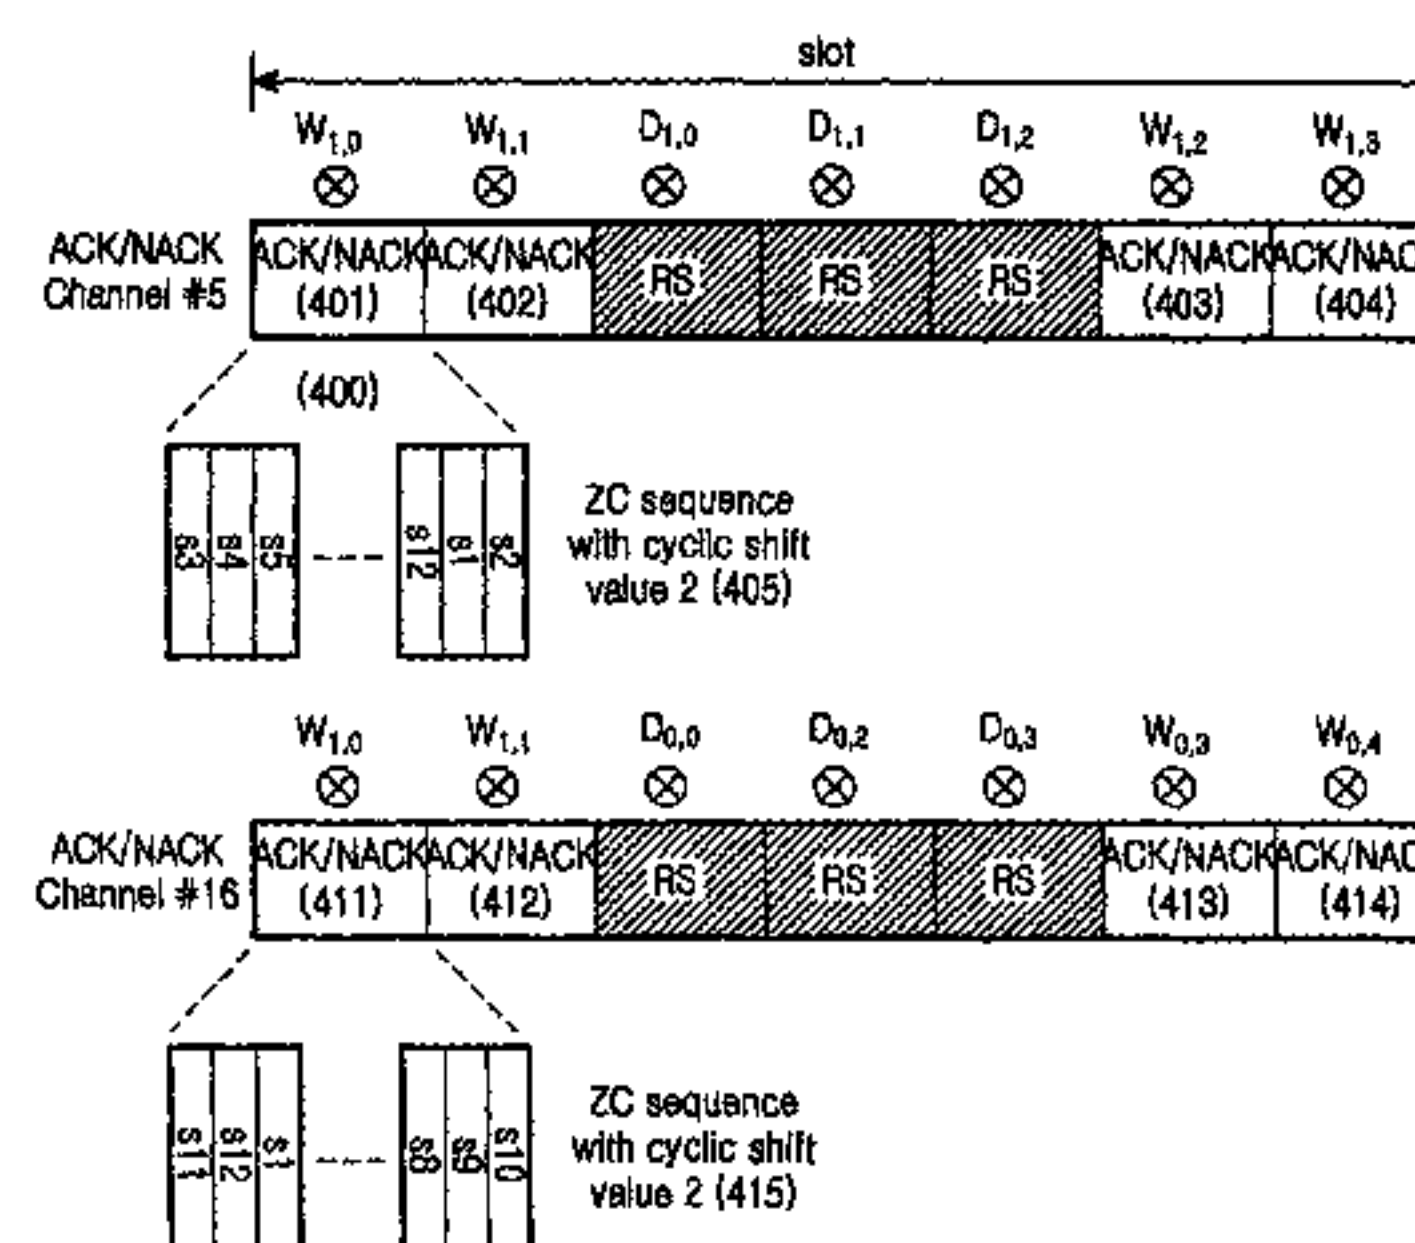 slot
W1,0 W1,1 D1,0 D1,1 D1,2 W1,2 W1,3
ACK/NACK
Channel #5
ACK/NACK ACK/NACK RS RS RS ACK/NACK ACK/NAC
(401) (402) (403) (404)
(400)
s3 s4 s5 s12 s1 s2
ZC sequence
with cyclic shift
value 2 (405)
W1,0 W1,1 D0,0 D0,2 D0,3 W0,3 W0,4
ACK/NACK
Channel #16
ACK/NACK ACK/NACK RS RS RS ACK/NACK ACK/NAC
(411) (412) (413) (414)
s11 s12 s1 s8 s9 s10
ZC sequence
with cyclic shift
value 2 (415)